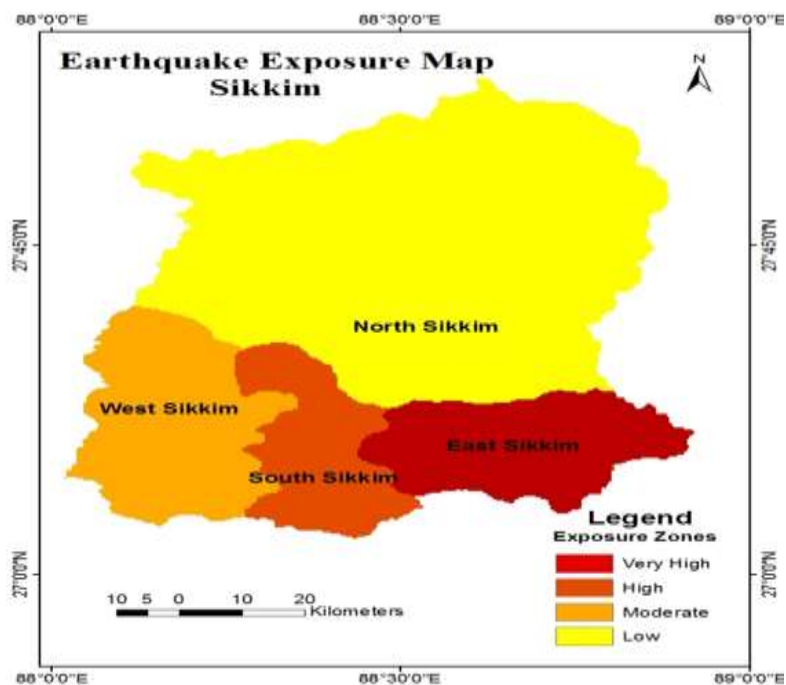 88°0'0"E 88°30'0"E 89°0'0"E
Earthquake Exposure Map
Sikkim
N
27°45'0"N 27°45'0"N
North Sikkim
West Sikkim
East Sikkim
South Sikkim
Legend
Exposure Zones
Very High
High
Moderate
Low
27°0'0"N 27°0'0"N
10 5 0 10 20
Kilometers
88°0'0"E 88°30'0"E 89°0'0"E